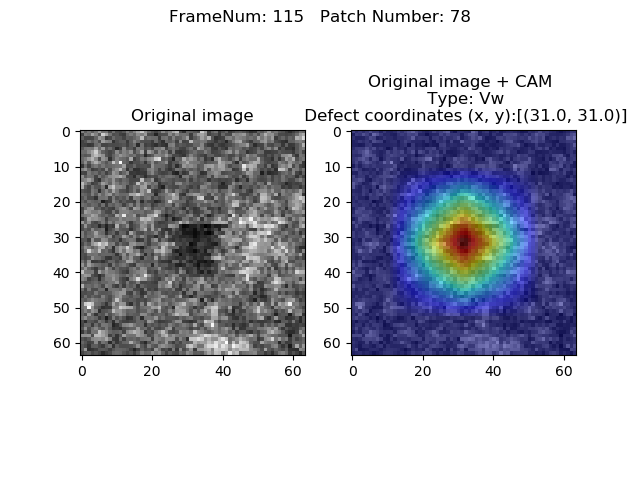 FrameNum: 115   Patch Number: 78
Original image
Original image + CAM
Type: Vw
Defect coordinates (x, y):[(31.0, 31.0)]
0
10
20
30
40
50
60
0 20 40 60
0
10
20
30
40
50
60
0 20 40 60